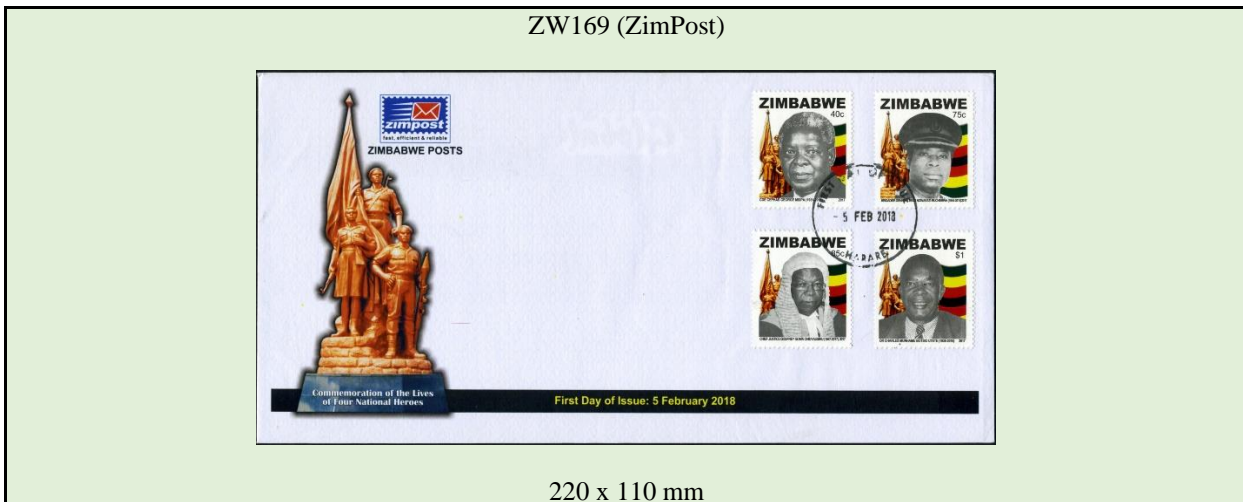 ZW169 (ZimPost)
zimpost
fast, efficient & reliable
ZIMBABWE POSTS
ZIMBABWE
40c
ZIMBABWE
75c
- 5 FEB 2018
HARARE
ZIMBABWE
ZIMBABWE
$1
Commemoration of the Lives
of Four National Heroes
First Day of Issue: 5 February 2018
220 x 110 mm